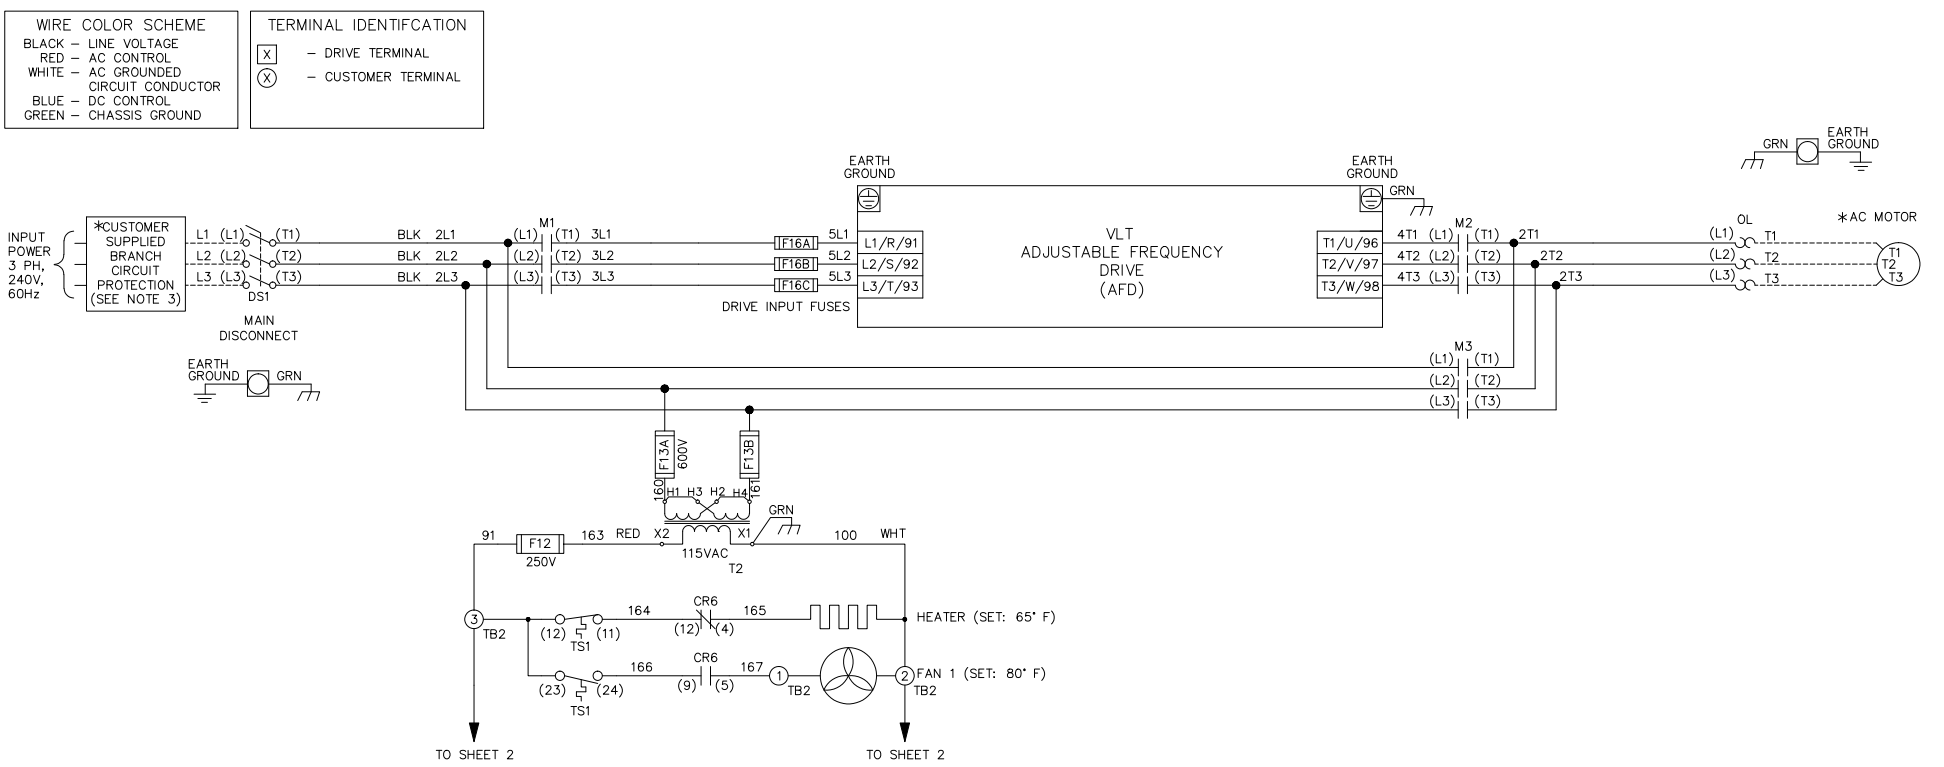 WIRE COLOR SCHEME
BLACK – LINE VOLTAGE
RED – AC CONTROL
WHITE – AC GROUNDED
CIRCUIT CONDUCTOR
BLUE – DC CONTROL
GREEN – CHASSIS GROUND
TERMINAL IDENTIFCATION
X – DRIVE TERMINAL
X – CUSTOMER TERMINAL
INPUT
POWER
3 PH,
240V,
60Hz
*CUSTOMER
SUPPLIED
BRANCH
CIRCUIT
PROTECTION
(SEE NOTE 3)
L1 (L1) (T1) BLK 2L1 (L1) M1 (T1) 3L1 F16A 5L1 L1/R/91
L2 (L2) (T2) BLK 2L2 (L2) (T2) 3L2 F16B 5L2 L2/S/92
L3 (L3) (T3) BLK 2L3 (L3) (T3) 3L3 F16C 5L3 L3/T/93
DS1
MAIN
DISCONNECT
DRIVE INPUT FUSES
EARTH
GROUND
GRN
EARTH
GROUND
VLT
ADJUSTABLE FREQUENCY
DRIVE
(AFD)
EARTH
GROUND
GRN
T1/U/96 4T1 (L1) M2 (T1) 2T1
T2/V/97 4T2 (L2) (T2) 2T2
T3/W/98 4T3 (L3) (T3) 2T3
GRN
EARTH
GROUND
OL
*AC MOTOR
(L1) T1
(L2) T2
(L3) T3
T1
T2
T3
M3
(L1) (T1)
(L2) (T2)
(L3) (T3)
F13A
600V
F13B
160
161
H1 H3 H2 H4
GRN
91 F12 163 RED X2 X1 100 WHT
250V
115VAC
T2
3
TB2
(12) (11)
TS1
164
CR6
(12) (4)
165
HEATER (SET: 65° F)
(23) (24)
TS1
166
CR6
(9) (5)
167
1
TB2
2
TB2
FAN 1 (SET: 80° F)
TO SHEET 2
TO SHEET 2